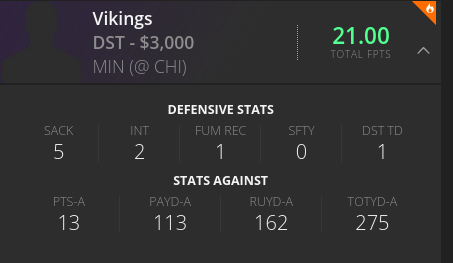 Vikings
DST - $3,000
MIN (@ CHI)
21.00
TOTAL FPTS
DEFENSIVE STATS
SACK INT FUM REC SFTY DST TD
5 2 1 0 1
STATS AGAINST
PTS-A PAYD-A RUYD-A TOTYD-A
13 113 162 275